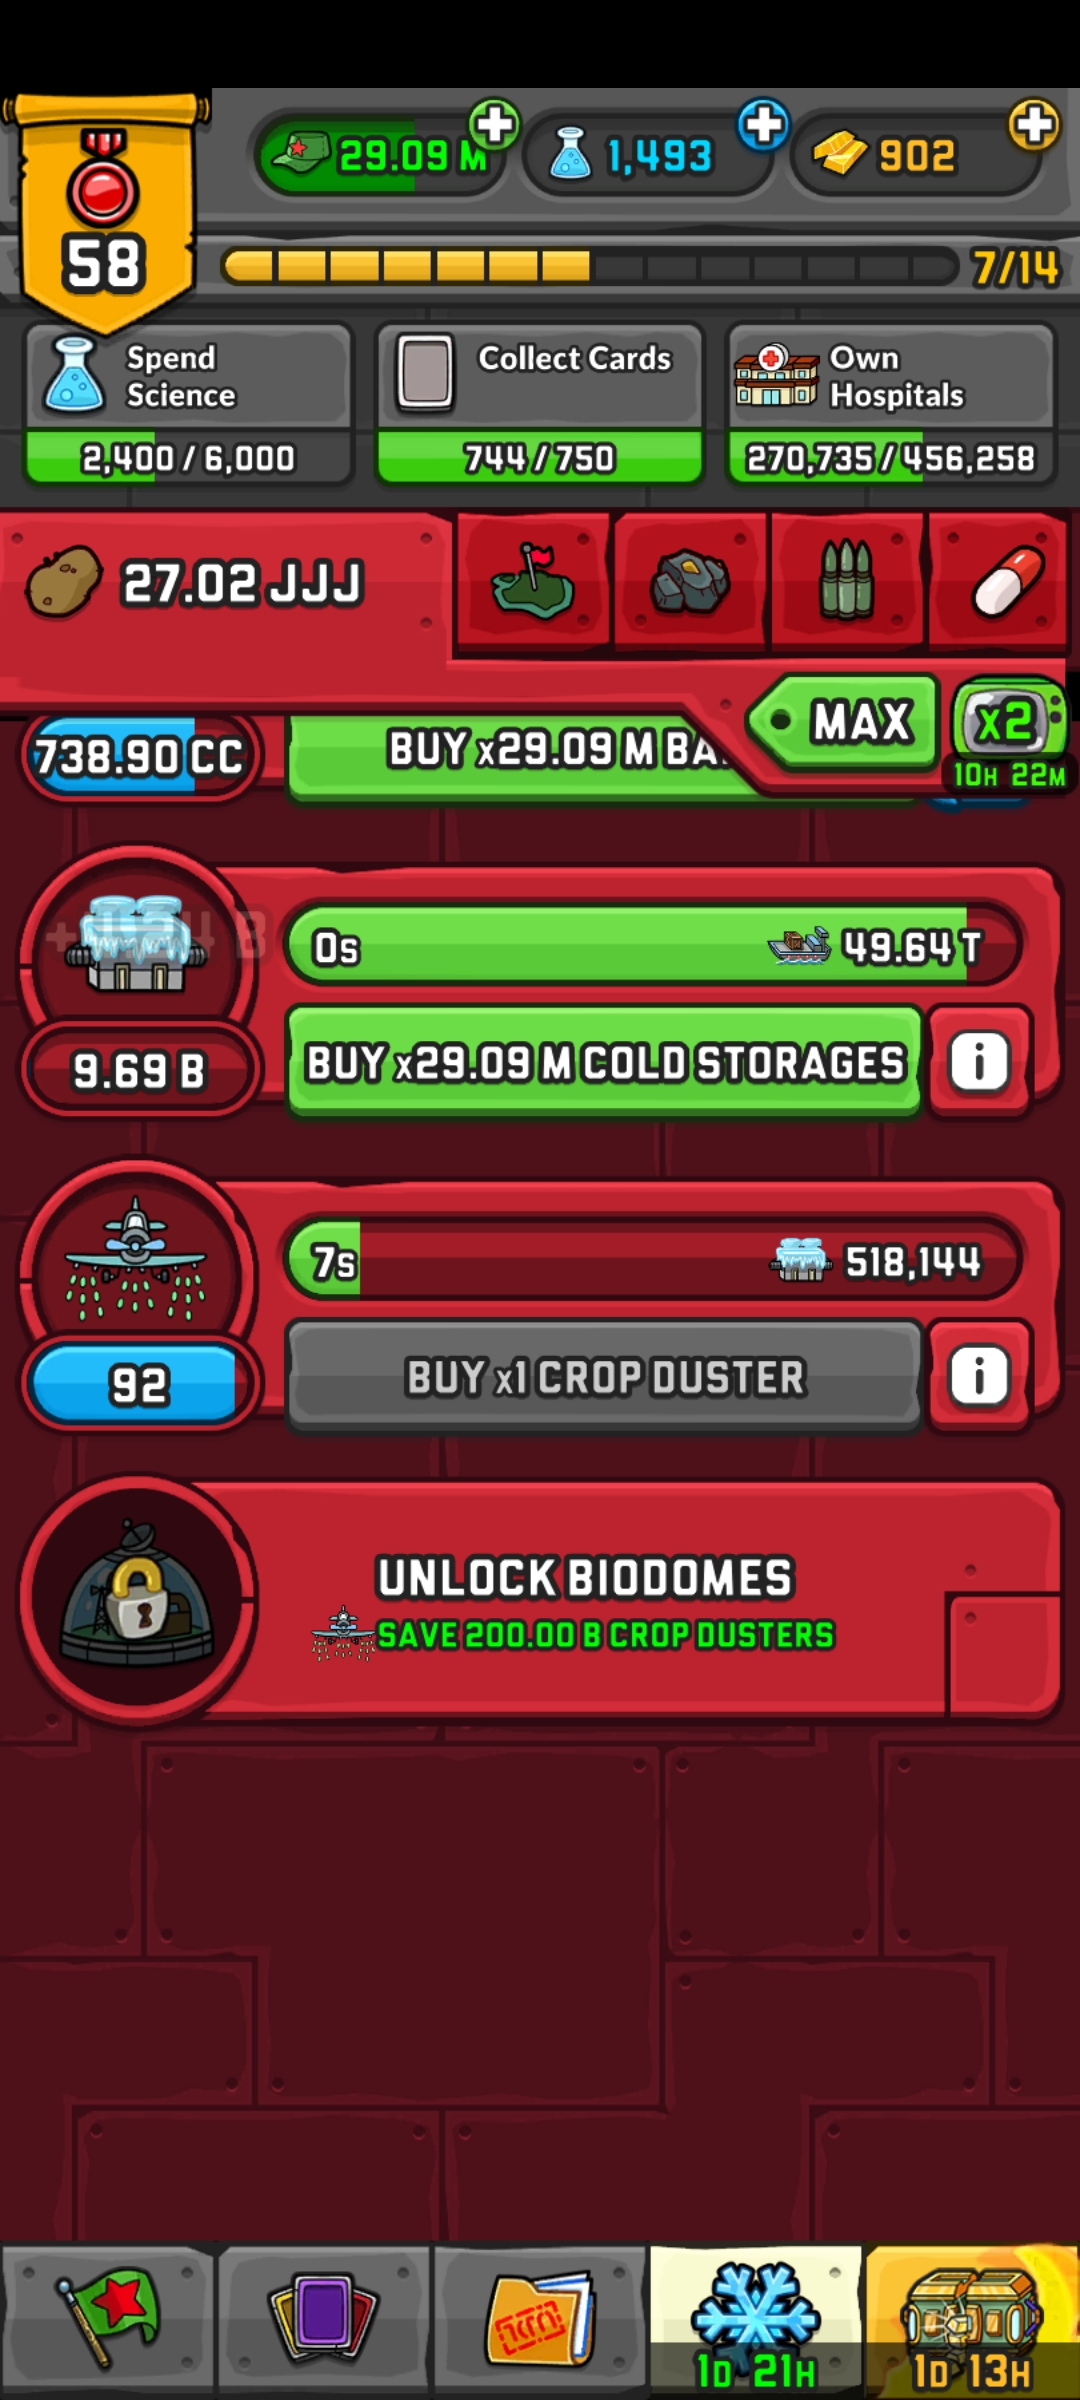 29.09 M
1,493
902
58
7/14
Spend
Science
Collect Cards
Own
Hospitals
2,400 / 6,000
744 / 750
270,735 / 456,258
27.02 JJJ
MAX
x2
10H 22M
738.90 CC
BUY x29.09 M BA
0s
49.64 T
9.69 B
BUY x29.09 M COLD STORAGES
i
7s
518,144
92
BUY x1 CROP DUSTER
i
UNLOCK BIODOMES
SAVE 200.00 B CROP DUSTERS
1D 21H
1D 13H